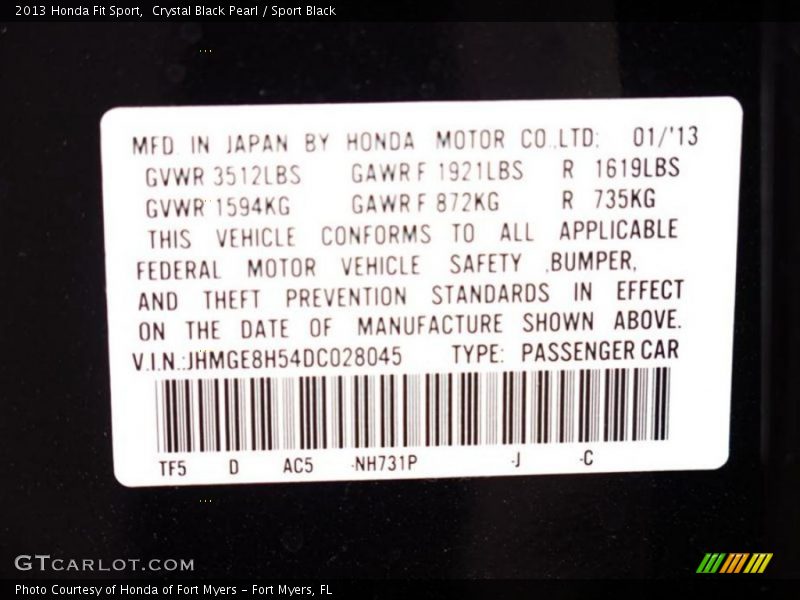 2013 Honda Fit Sport,  Crystal Black Pearl / Sport Black
MFD. IN JAPAN BY HONDA MOTOR CO.,LTD: 01/'13
GVWR 3512LBS GAWR F 1921LBS R 1619LBS
GVWR 1594KG GAWR F 872KG R 735KG
THIS VEHICLE CONFORMS TO ALL APPLICABLE
FEDERAL MOTOR VEHICLE SAFETY ,BUMPER,
AND THEFT PREVENTION STANDARDS IN EFFECT
ON THE DATE OF MANUFACTURE SHOWN ABOVE.
V.I.N.:JHMGE8H54DC028045 TYPE: PASSENGER CAR
TF5 D AC5 -NH731P -J -C
GTCARLOT.COM
Photo Courtesy of Honda of Fort Myers - Fort Myers, FL